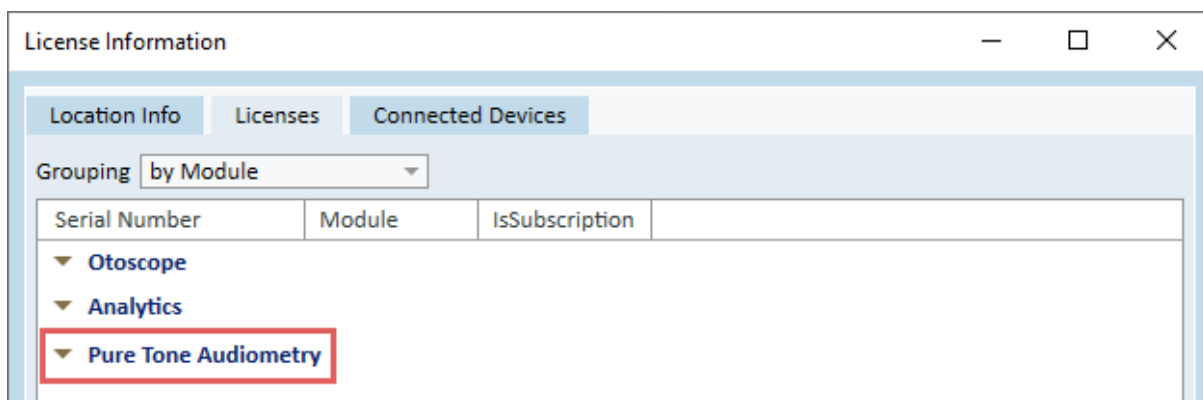 License Information
Location Info Licenses Connected Devices
Grouping by Module
Serial Number Module IsSubscription
Otoscope
Analytics
Pure Tone Audiometry